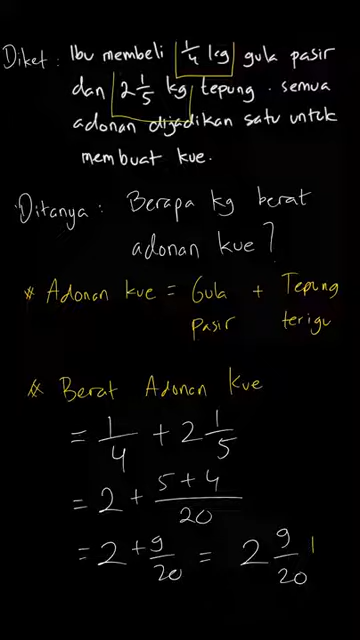 Diket : Ibu membeli 1/4 kg gula pasir
dan 2 1/5 kg tepung. semua
adonan dijadikan satu untuk
membuat kue.
Ditanya : Berapa kg berat
adonan kue?
* Adonan kue = Gula pasir + Tepung terigu
* Berat Adonan kue
= 1/4 + 2 1/5
= 2 + (5 + 4)/20
= 2 + 9/20 = 2 9/20